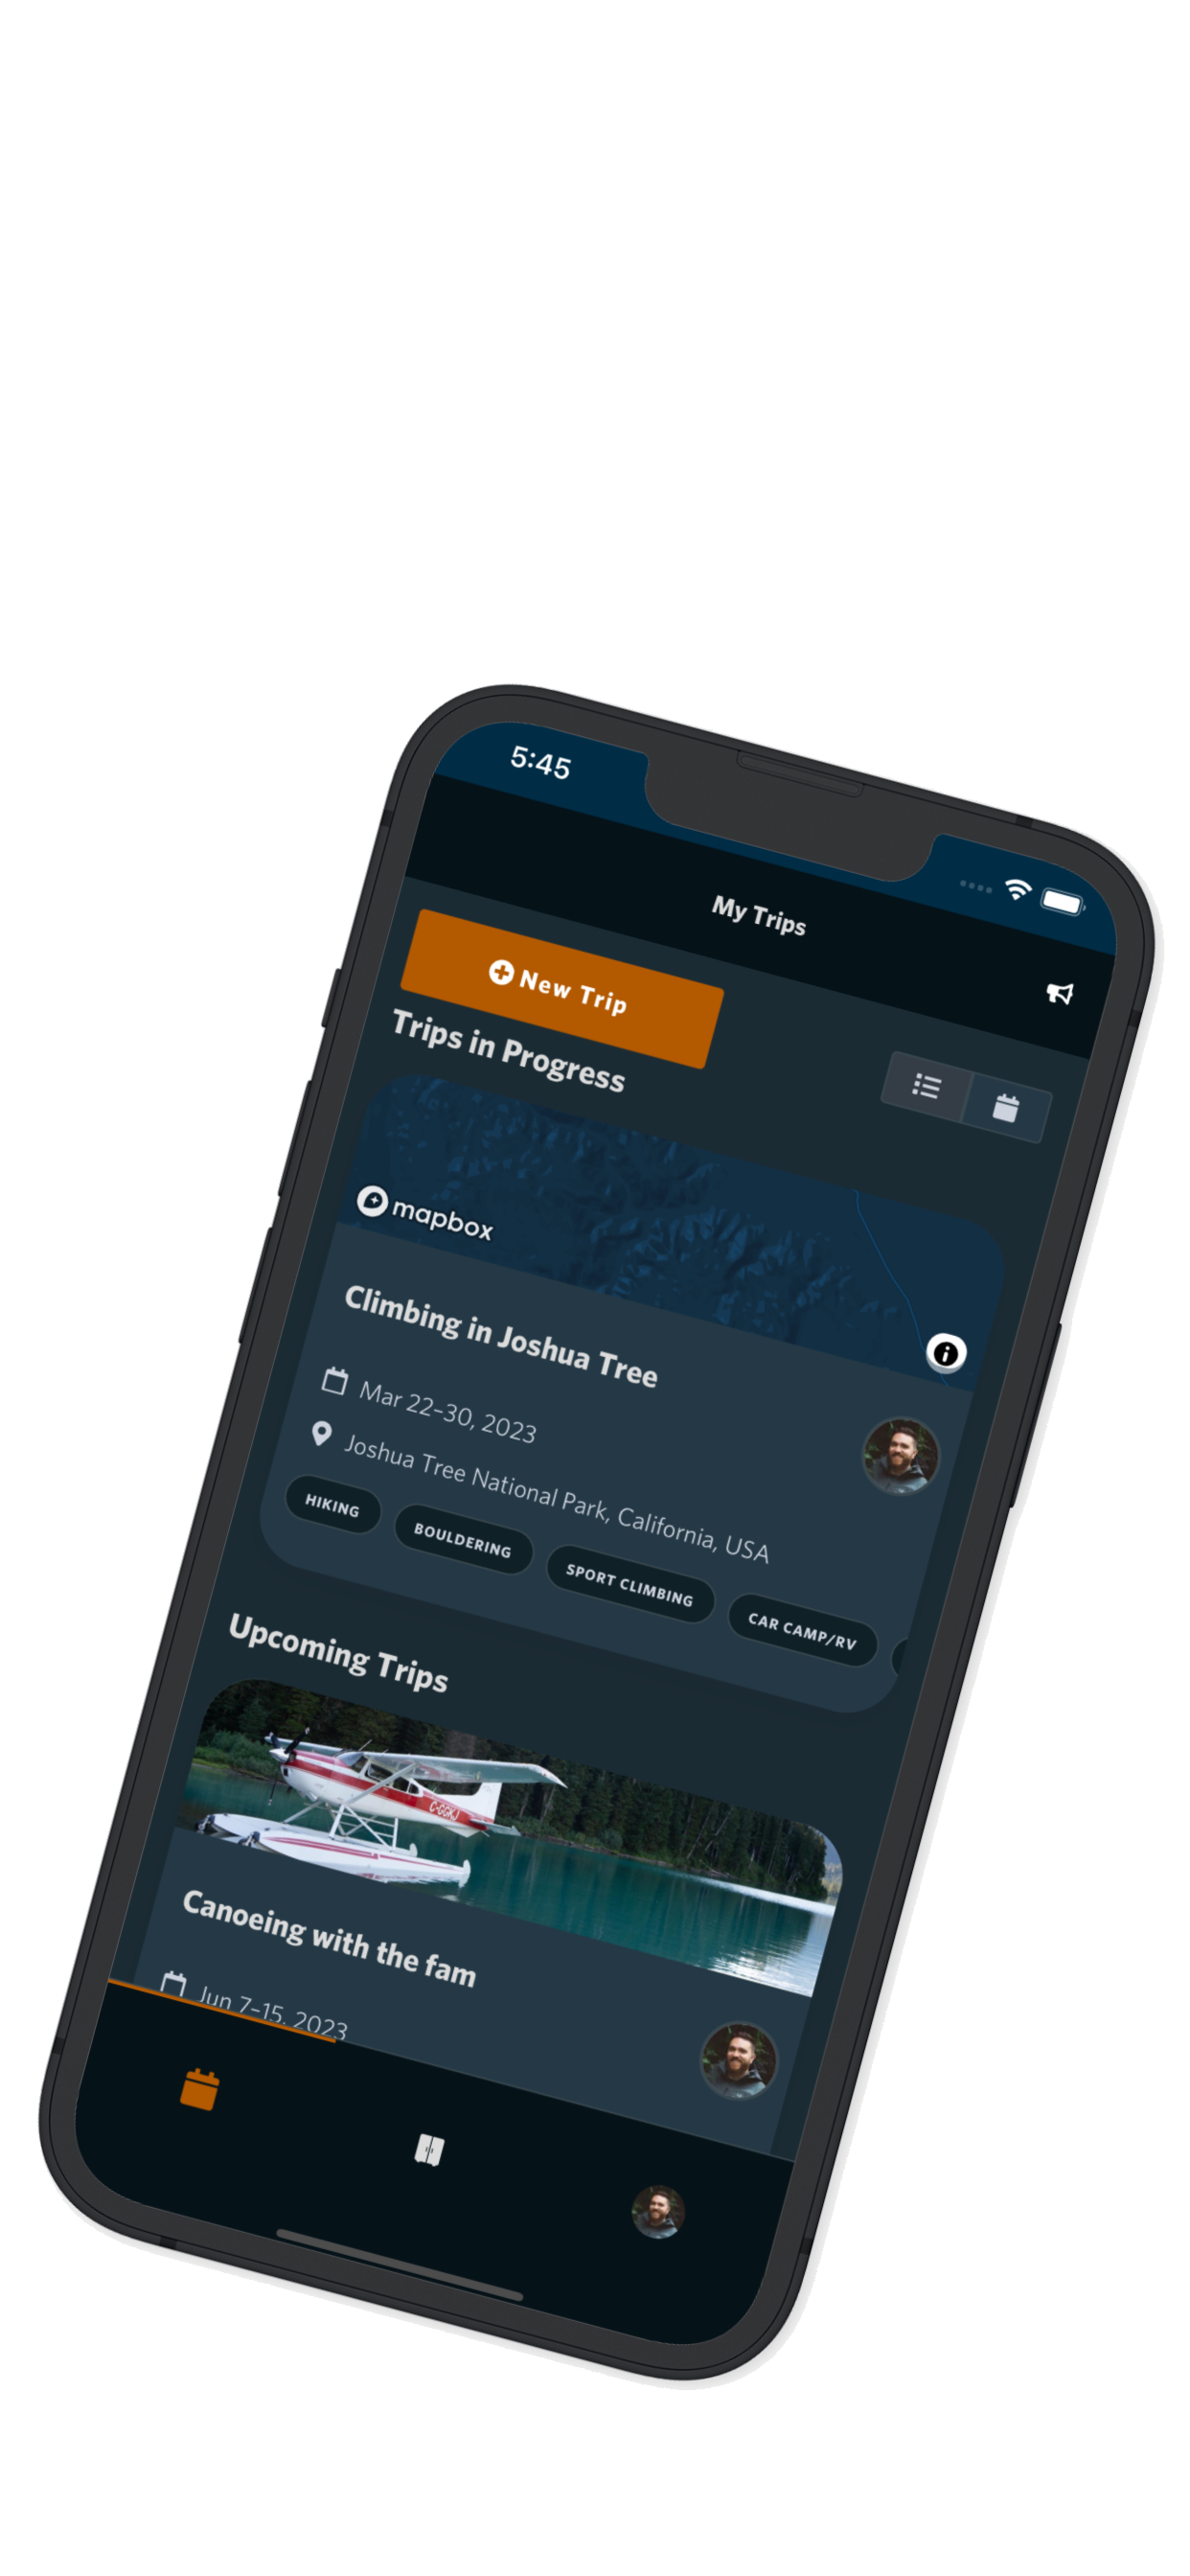 5:45
My Trips
New Trip
Trips in Progress
mapbox
Climbing in Joshua Tree
Mar 22-30, 2023
Joshua Tree National Park, California, USA
HIKING
BOULDERING
SPORT CLIMBING
CAR CAMP/RV
Upcoming Trips
C-GGKJ
Canoeing with the fam
Jun 7-15, 2023